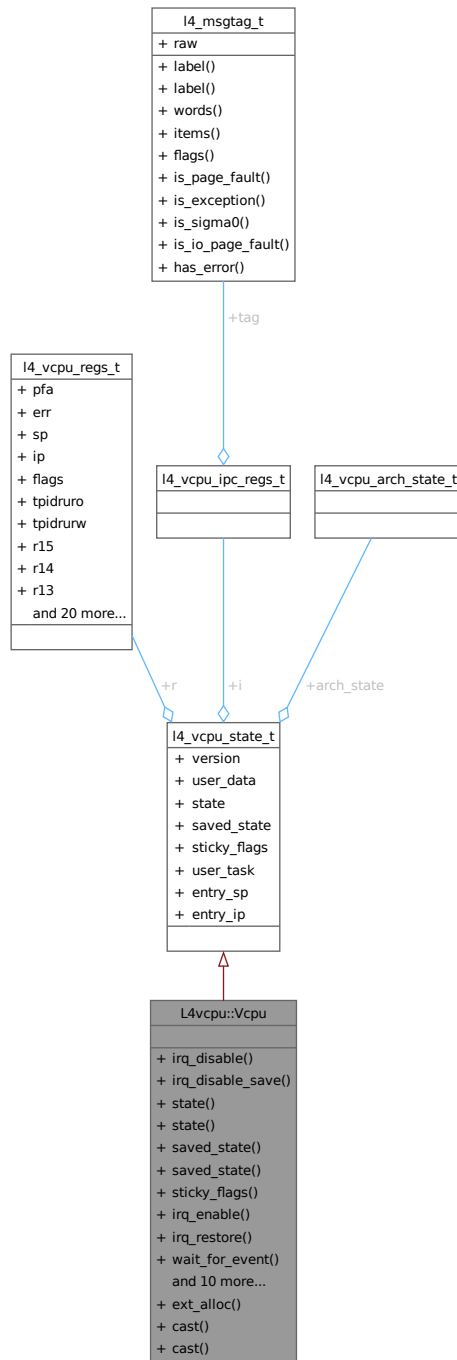 l4_msgtag_t
+ raw
+ label()
+ label()
+ words()
+ items()
+ flags()
+ is_page_fault()
+ is_exception()
+ is_sigma0()
+ is_io_page_fault()
+ has_error()
+tag
l4_vcpu_regs_t
+ pfa
+ err
+ sp
+ ip
+ flags
+ tpidruro
+ tpidrurw
+ r15
+ r14
+ r13
and 20 more...
l4_vcpu_ipc_regs_t
l4_vcpu_arch_state_t
+r
+i
+arch_state
l4_vcpu_state_t
+ version
+ user_data
+ state
+ saved_state
+ sticky_flags
+ user_task
+ entry_sp
+ entry_ip
L4vcpu::Vcpu
+ irq_disable()
+ irq_disable_save()
+ state()
+ state()
+ saved_state()
+ saved_state()
+ sticky_flags()
+ irq_enable()
+ irq_restore()
+ wait_for_event()
and 10 more...
+ ext_alloc()
+ cast()
+ cast()